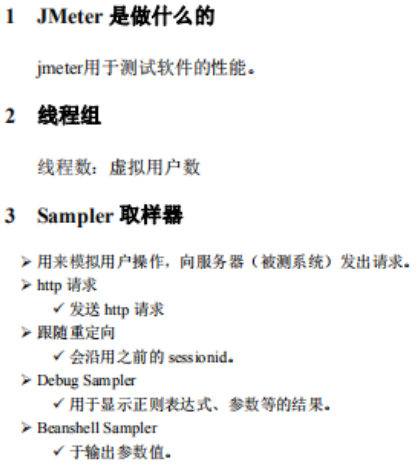 1 JMeter 是做什么的
jmeter用于测试软件的性能。
2 线程组
线程数：虚拟用户数
3 Sampler 取样器
➢ 用来模拟用户操作，向服务器（被测系统）发出请求。
➢ http 请求
✓ 发送 http 请求
➢ 跟随重定向
✓ 会沿用之前的 sessionid。
➢ Debug Sampler
✓ 用于显示正则表达式、参数等的结果。
➢ Beanshell Sampler
✓ 于输出参数值。